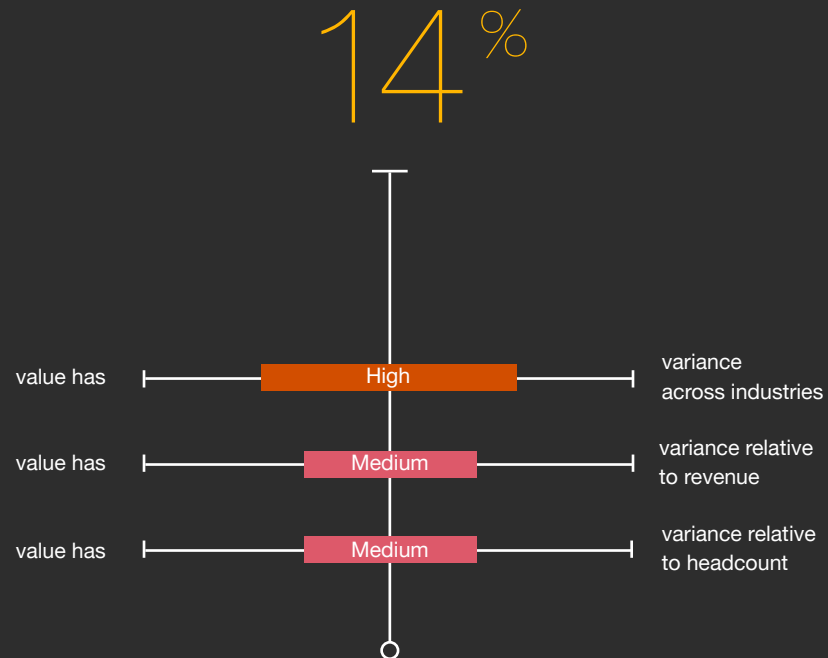 14%
value has High variance
across industries
value has Medium variance relative
to revenue
value has Medium variance relative
to headcount